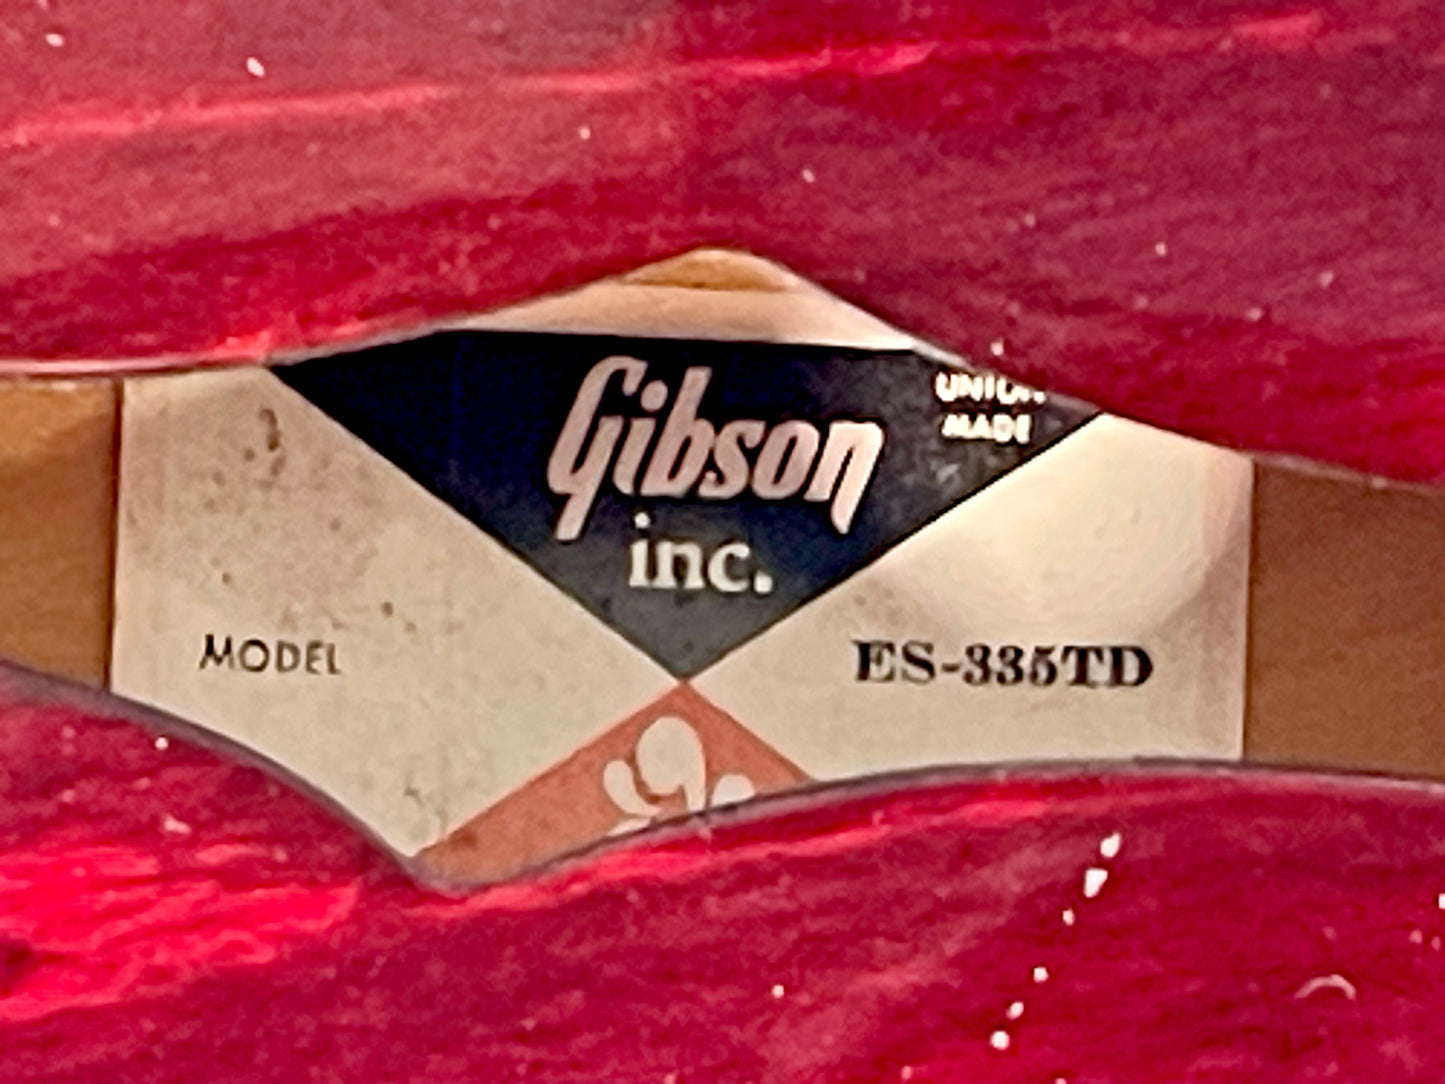 Gibson
inc.
UNION
MADE
MODEL
ES-335TD